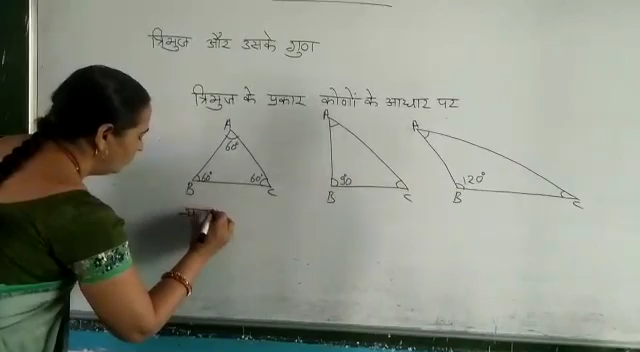 त्रिभुज और उसके गुण
त्रिभुज के प्रकार कोणों के आधार पर
A A A
60° 60° 60° 90 120°
B C B C B C